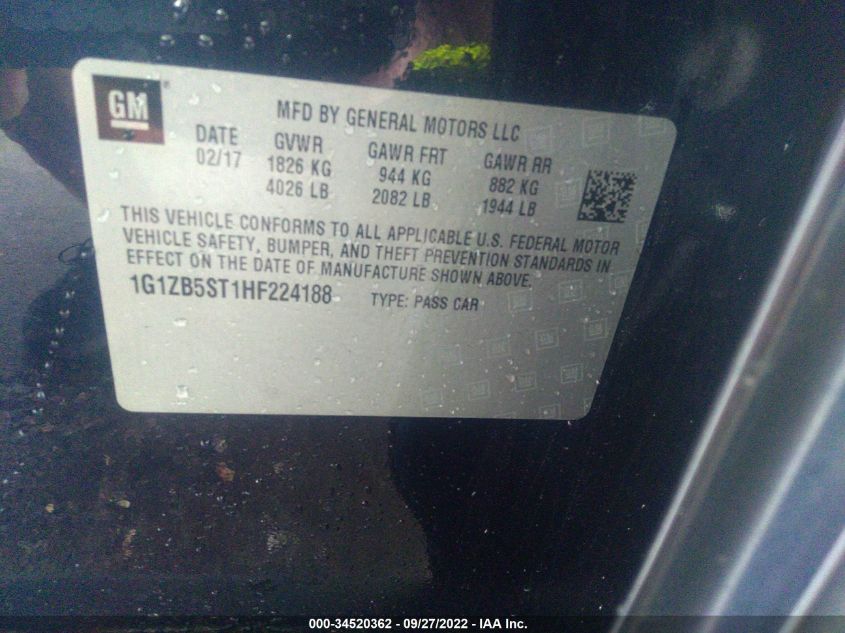 GM ®
MFD BY GENERAL MOTORS LLC
DATE GVWR GAWR FRT GAWR RR
02/17 1826 KG 944 KG 882 KG
4026 LB 2082 LB 1944 LB
THIS VEHICLE CONFORMS TO ALL APPLICABLE U.S. FEDERAL MOTOR
VEHICLE SAFETY, BUMPER, AND THEFT PREVENTION STANDARDS IN
EFFECT ON THE DATE OF MANUFACTURE SHOWN ABOVE.
1G1ZB5ST1HF224188 TYPE: PASS CAR
000-34520362 - 09/27/2022 - IAA Inc.